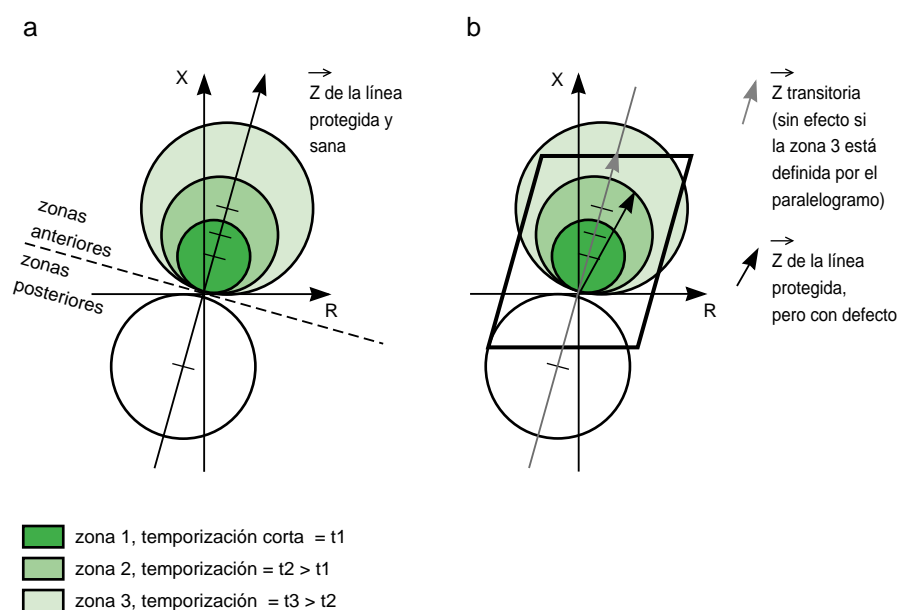 a
X
Z de la línea
protegida y
sana
zonas
anteriores
zonas
posteriores
R
b
X
Z transitoria
(sin efecto si
la zona 3 está
definida por el
paralelogramo)
R
Z de la línea
protegida,
pero con defecto
zona 1, temporización corta = t1
zona 2, temporización = t2 > t1
zona 3, temporización = t3 > t2